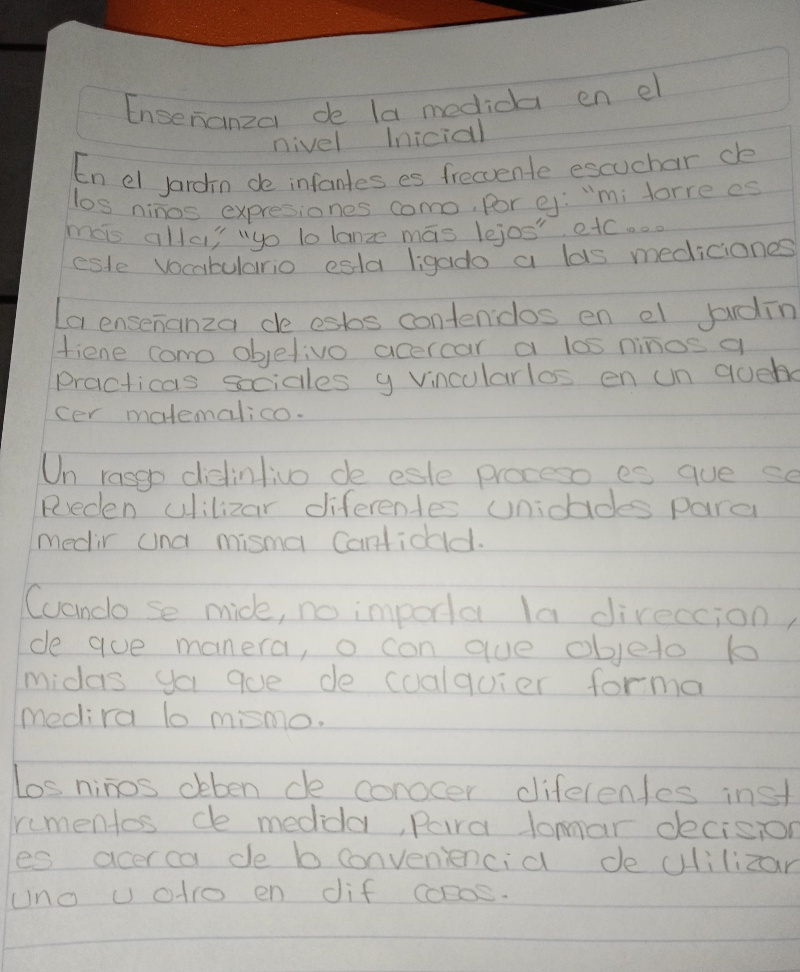 Enseñanza de la medida en el
nivel Inicial
En el jardin de infantes es frecuente escuchar de
los niños expresiones como. Por ej: "mi torre es
más alta," "yo lo lanze más lejos" etc...
este vocabulario esta ligado a las mediciones
La enseñanza de estos contenidos en el jardín
tiene como objetivo acercar a los niños a
practicas sociales y vincularlos en un queha
cer matematico.
Un rasgo distintivo de este proceso es que se
Pueden utilizar diferentes unidades para
medir una misma Cantidad.
Cuando se mide, no importa la direccion,
de que manera, o con que objeto lo
midas ya que de cualquier forma
medira lo mismo.
Los niños deben de conocer diferentes inst
rumentos de medida, Para tomar decision
es acerca de la conveniencia de utilizar
uno u otro en dif casos.